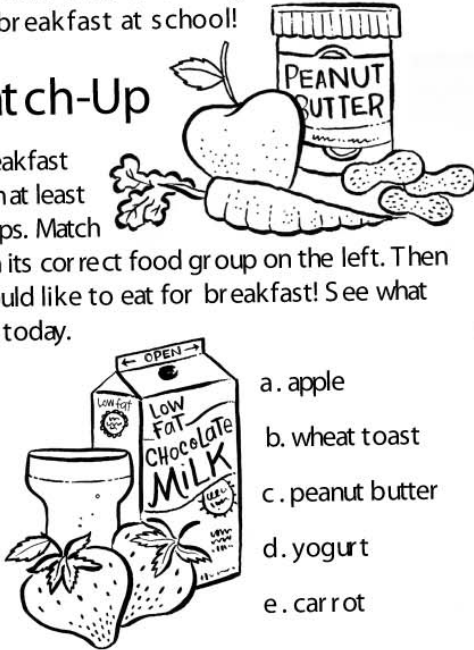 breakfast at school!
PEANUT
BUTTER
tch-Up
eakfast
at least
ps. Match
its correct food group on the left. Then
uld like to eat for breakfast! See what
today.
← OPEN →
Low fat
LOW
FAT
CHOCOLATE
MILK
a. apple
b. wheat toast
c. peanut butter
d. yogurt
e. carrot